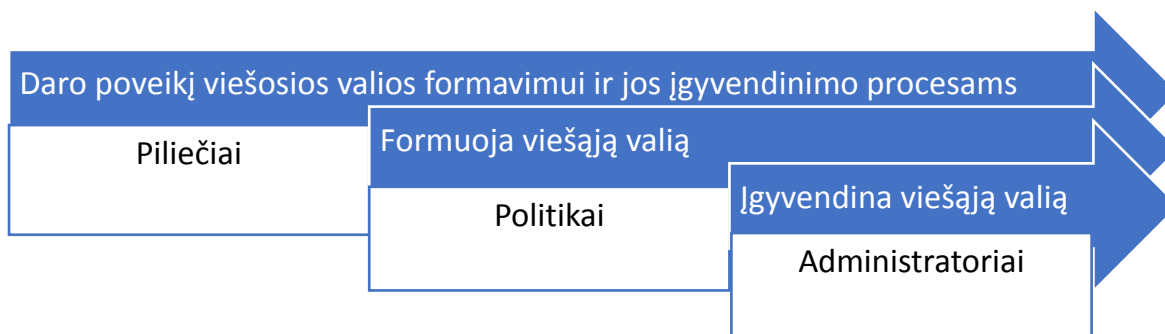 Daro poveikį viešosios valios formavimui ir jos įgyvendinimo procesams
Piliečiai
Formuoja viešąją valią
Politikai
Įgyvendina viešąją valią
Administratoriai